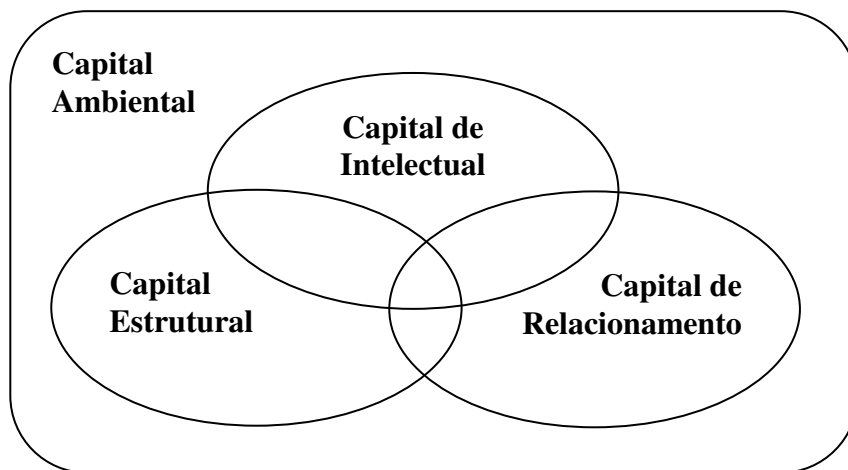 Capital
Ambiental
Capital de
Intelectual
Capital
Estrutural
Capital de
Relacionamento